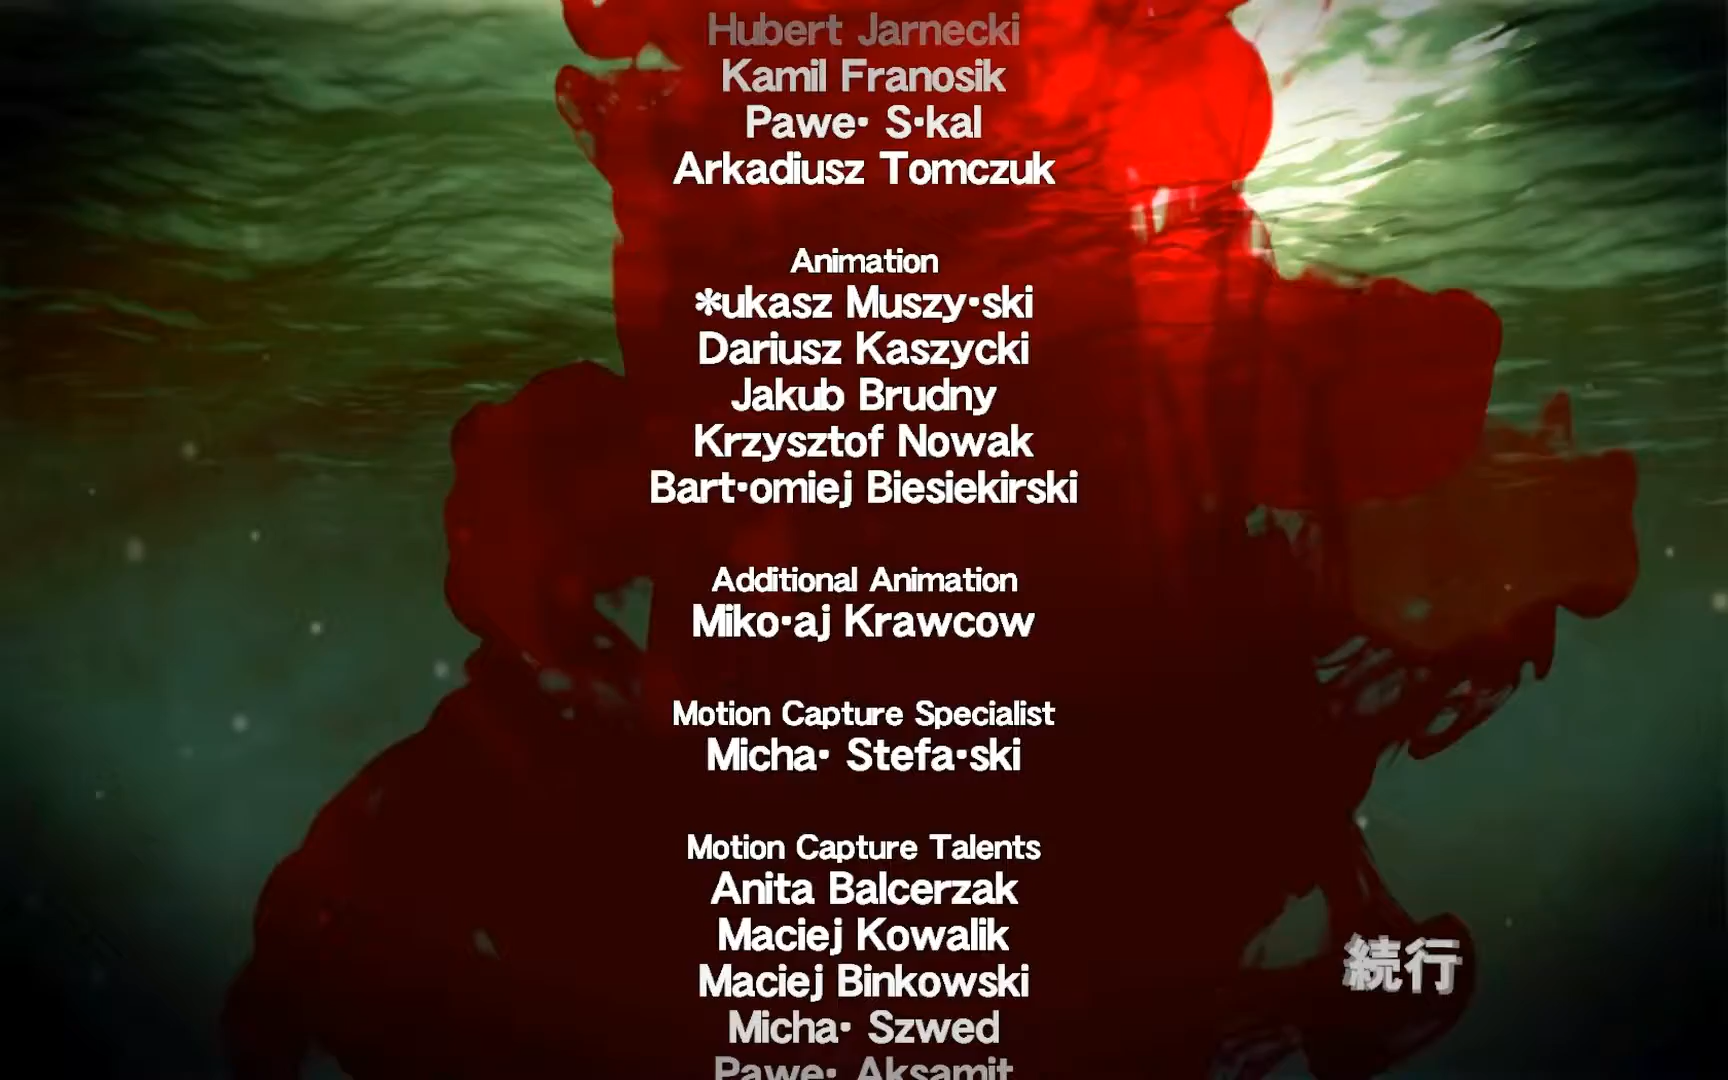 Hubert Jarnecki
Kamil Franosik
Pawe• S•kal
Arkadiusz Tomczuk
Animation
*ukasz Muszy•ski
Dariusz Kaszycki
Jakub Brudny
Krzysztof Nowak
Bart•omiej Biesiekirski
Additional Animation
Miko•aj Krawcow
Motion Capture Specialist
Micha• Stefa•ski
Motion Capture Talents
Anita Balcerzak
Maciej Kowalik
Maciej Binkowski
Micha• Szwed
Pawe• Aksamit
続行